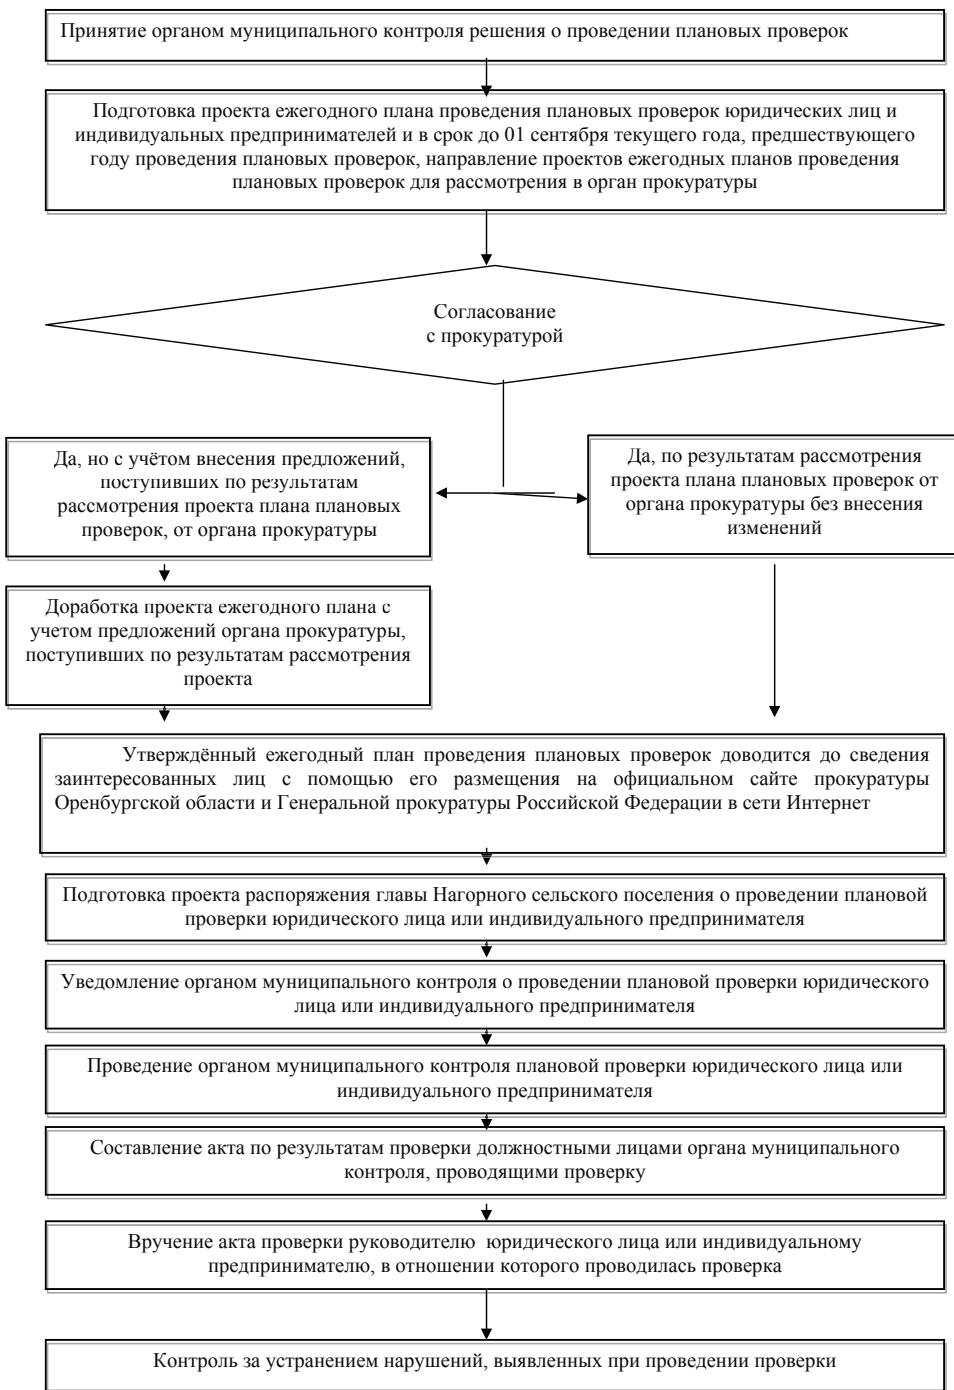 Принятие органом муниципального контроля решения о проведении плановых проверок
Подготовка проекта ежегодного плана проведения плановых проверок юридических лиц и
индивидуальных предпринимателей и в срок до 01 сентября текущего года, предшествующего
году проведения плановых проверок, направление проектов ежегодных планов проведения
плановых проверок для рассмотрения в орган прокуратуры
Согласование
с прокуратурой
Да, но с учётом внесения предложений,
поступивших по результатам
рассмотрения проекта плана плановых
проверок, от органа прокуратуры
Да, по результатам рассмотрения
проекта плана плановых проверок от
органа прокуратуры без внесения
изменений
Доработка проекта ежегодного плана с
учетом предложений органа прокуратуры,
поступивших по результатам рассмотрения
проекта
Утверждённый ежегодный план проведения плановых проверок доводится до сведения
заинтересованных лиц с помощью его размещения на официальном сайте прокуратуры
Оренбургской области и Генеральной прокуратуры Российской Федерации в сети Интернет
Подготовка проекта распоряжения главы Нагорного сельского поселения о проведении плановой
проверки юридического лица или индивидуального предпринимателя
Уведомление органом муниципального контроля о проведении плановой проверки юридического
лица или индивидуального предпринимателя
Проведение органом муниципального контроля плановой проверки юридического лица или
индивидуального предпринимателя
Составление акта по результатам проверки должностными лицами органа муниципального
контроля, проводящими проверку
Вручение акта проверки руководителю юридического лица или индивидуальному
предпринимателю, в отношении которого проводилась проверка
Контроль за устранением нарушений, выявленных при проведении проверки